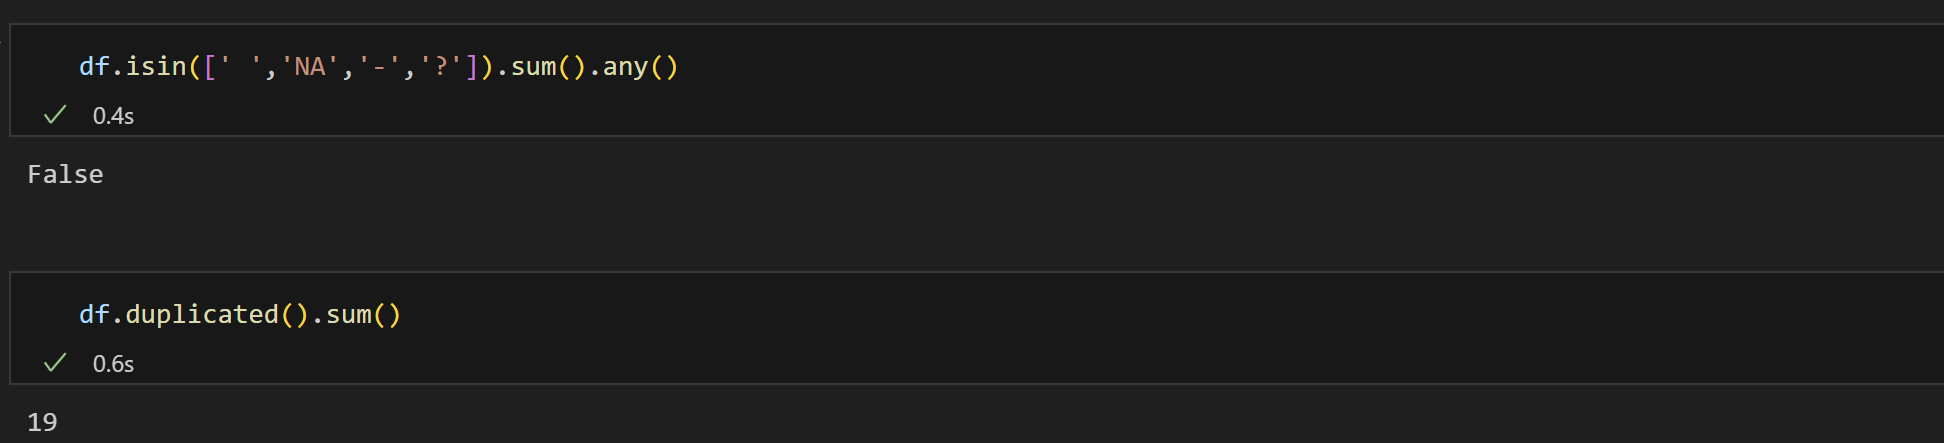 df.isin([' ','NA','-','?']).sum().any()
0.4s
False
df.duplicated().sum()
0.6s
19